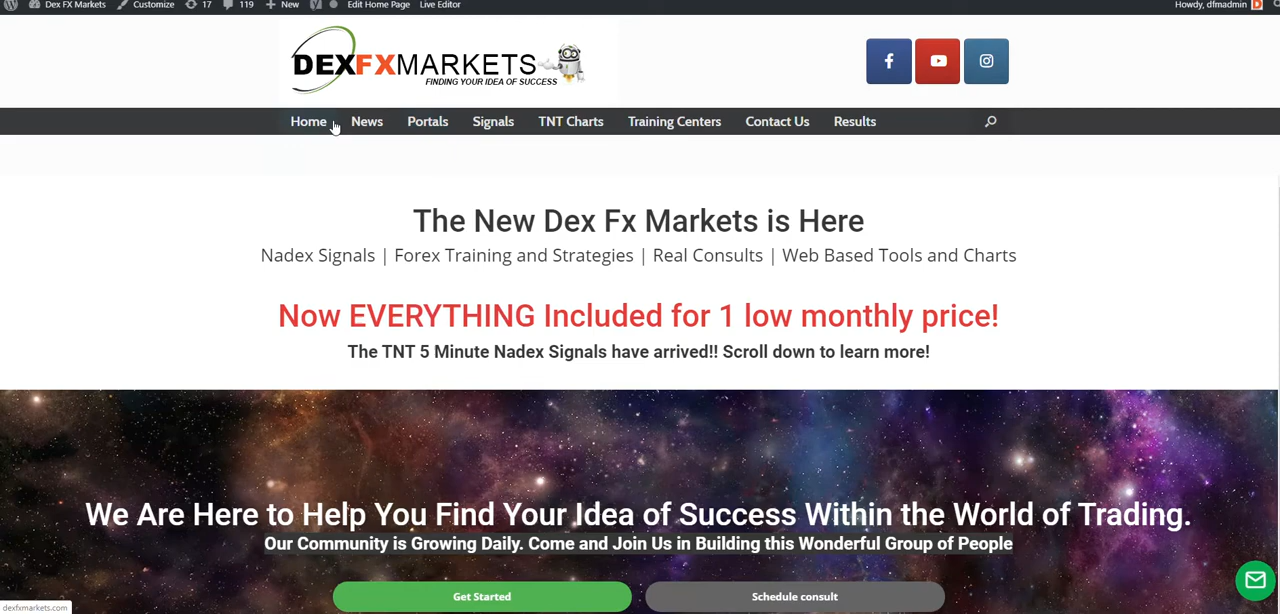 Dex FX Markets Customize 17 119 New Edit Home Page Live Editor Howdy, dfmadmin
DEXFXMARKETS
FINDING YOUR IDEA OF SUCCESS
Home News Portals Signals TNT Charts Training Centers Contact Us Results
The New Dex Fx Markets is Here
Nadex Signals | Forex Training and Strategies | Real Consults | Web Based Tools and Charts
Now EVERYTHING Included for 1 low monthly price!
The TNT 5 Minute Nadex Signals have arrived!! Scroll down to learn more!
We Are Here to Help You Find Your Idea of Success Within the World of Trading.
Our Community is Growing Daily. Come and Join Us in Building this Wonderful Group of People
Get Started Schedule consult
dexfxmarkets.com